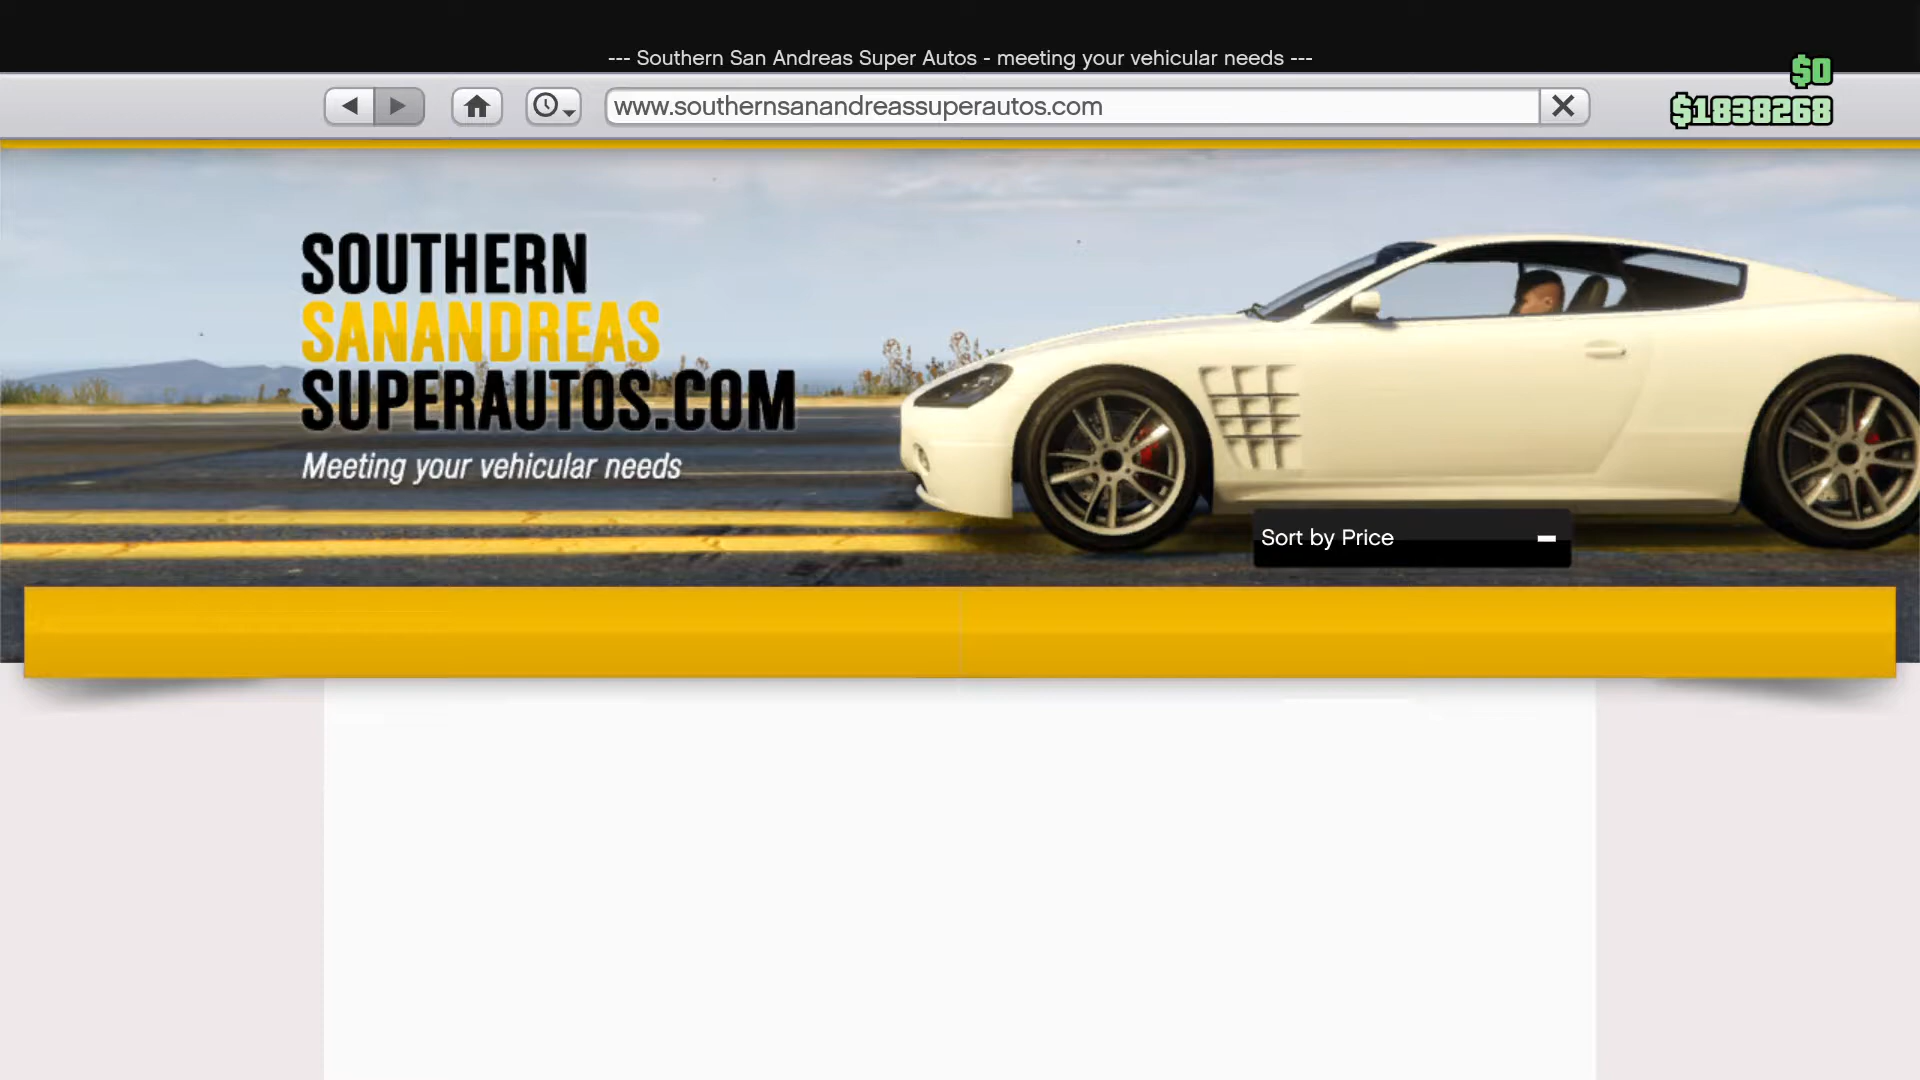 --- Southern San Andreas Super Autos - meeting your vehicular needs ---
$0
www.southernsanandreassuperautos.com
$1838268
SOUTHERN
SANANDREAS
SUPERAUTOS.COM
Meeting your vehicular needs
Sort by Price